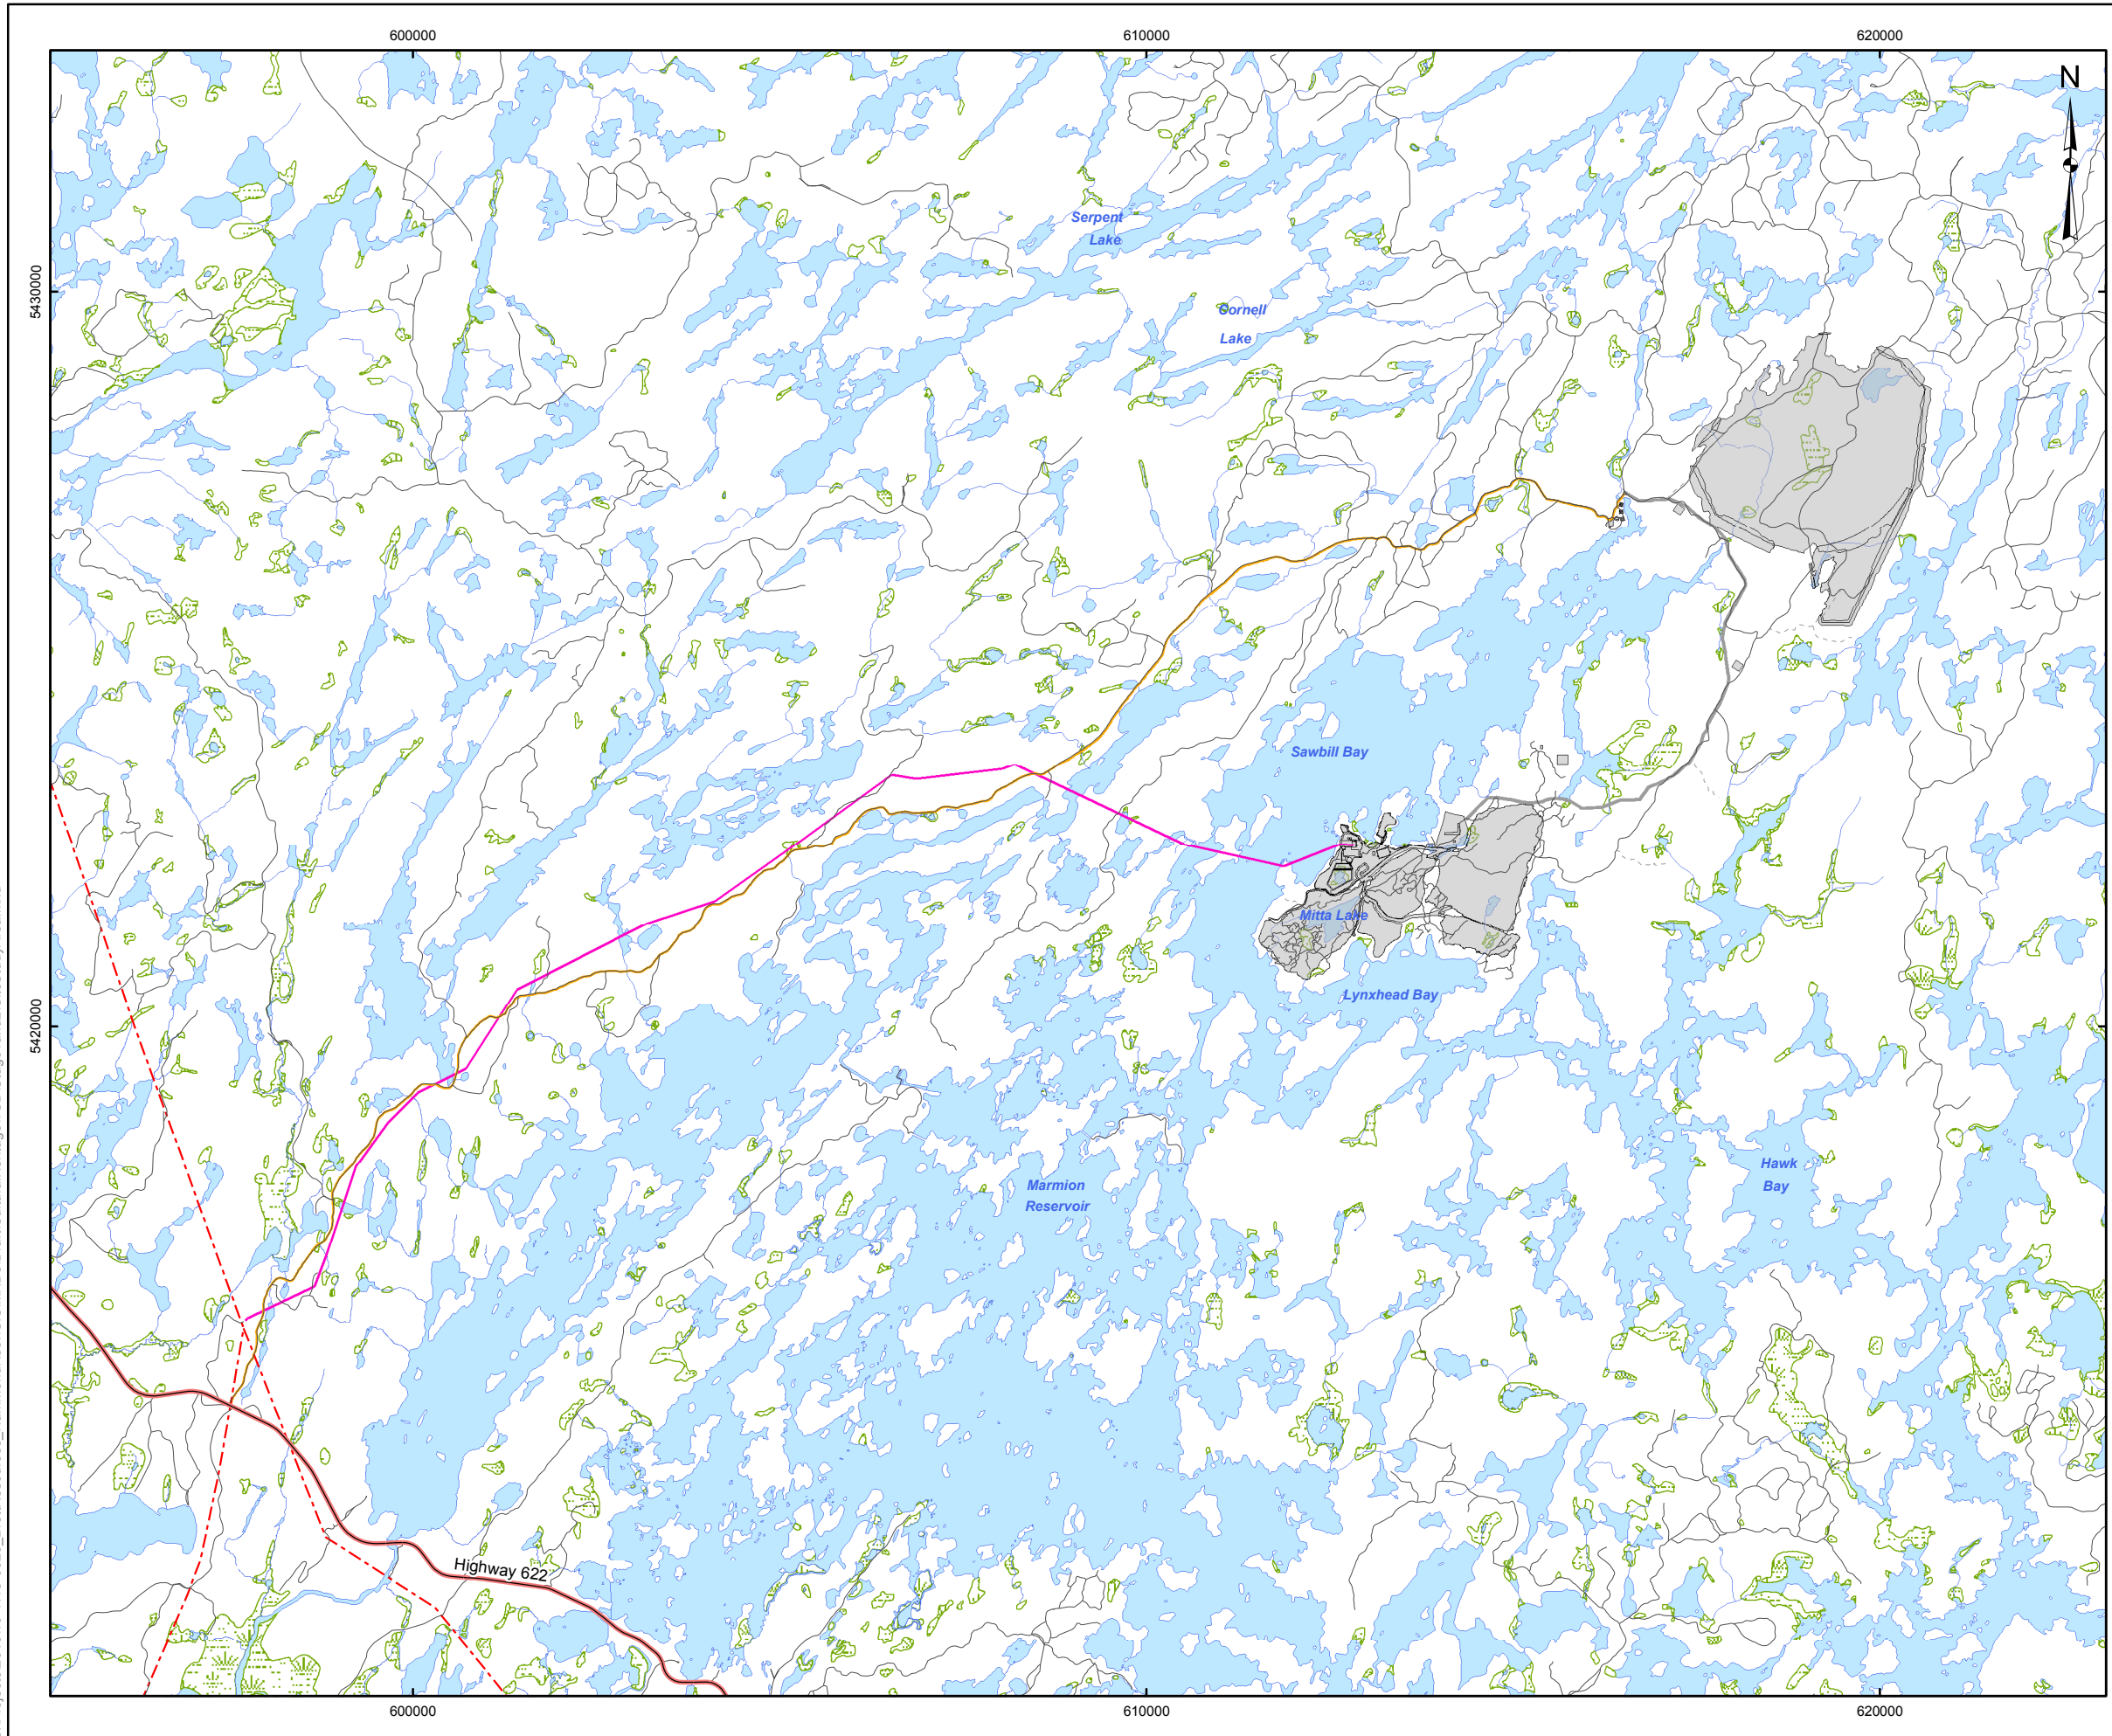 600000
610000
620000
N
5430000
Serpent
Lake
Cornell
Lake
Sawbill Bay
Mitta Lake
Lynxhead Bay
5420000
Hawk
Bay
Marmion
Reservoir
Highway 622
600000
610000
620000